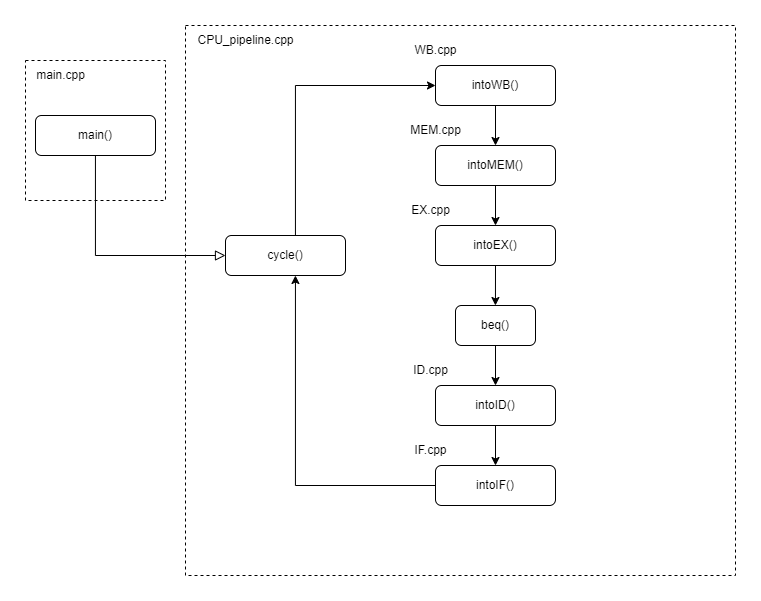 CPU_pipeline.cpp
main.cpp
main()
cycle()
WB.cpp
intoWB()
MEM.cpp
intoMEM()
EX.cpp
intoEX()
beq()
ID.cpp
intoID()
IF.cpp
intoIF()